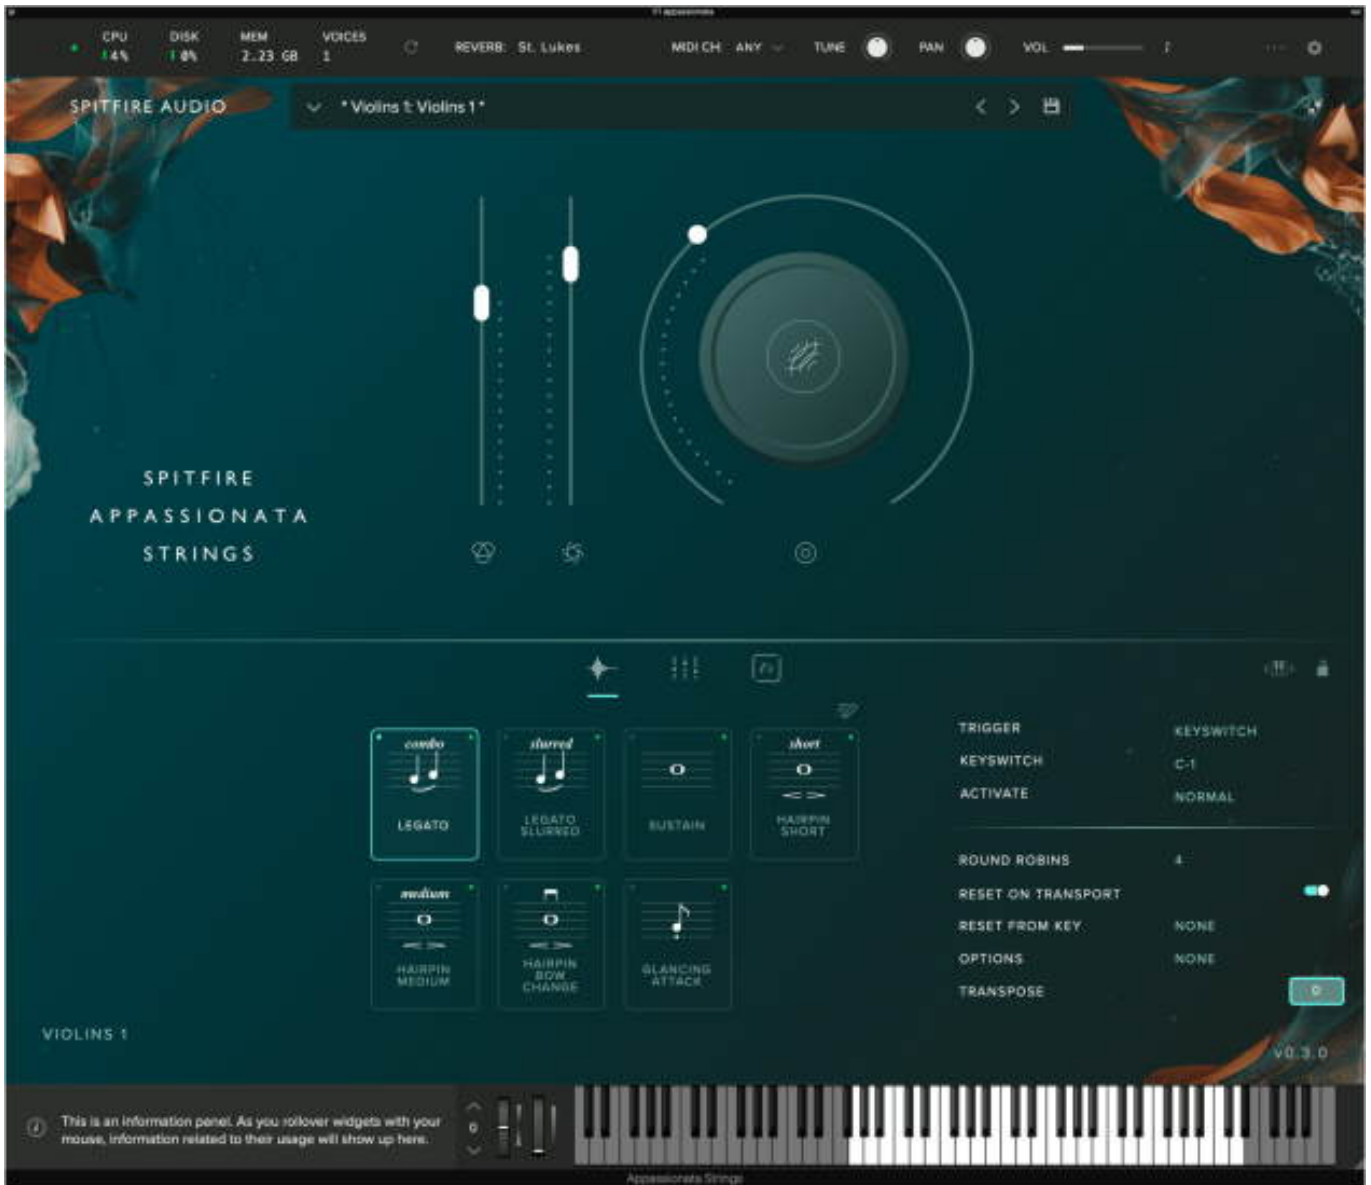 CPU DISK MEM VOICES
4% 0% 2.23 GB 1
REVERB: St. Lukes MIDI CH: ANY TUNE PAN VOL
SPITFIRE AUDIO
* Violins 1: Violins 1 *
SPITFIRE
APPASSIONATA
STRINGS
combo
LEGATO
slurred
LEGATO
SLURRED
SUSTAIN
short
HAIRPIN
SHORT
medium
HAIRPIN
MEDIUM
HAIRPIN
BOW
CHANGE
GLANCING
ATTACK
TRIGGER KEYSWITCH
KEYSWITCH C-1
ACTIVATE NORMAL
ROUND ROBINS 4
RESET ON TRANSPORT
RESET FROM KEY NONE
OPTIONS NONE
TRANSPOSE 0
VIOLINS 1
v0.3.0
This is an information panel. As you rollover widgets with your
mouse, information related to their usage will show up here.
0
Appassionata Strings